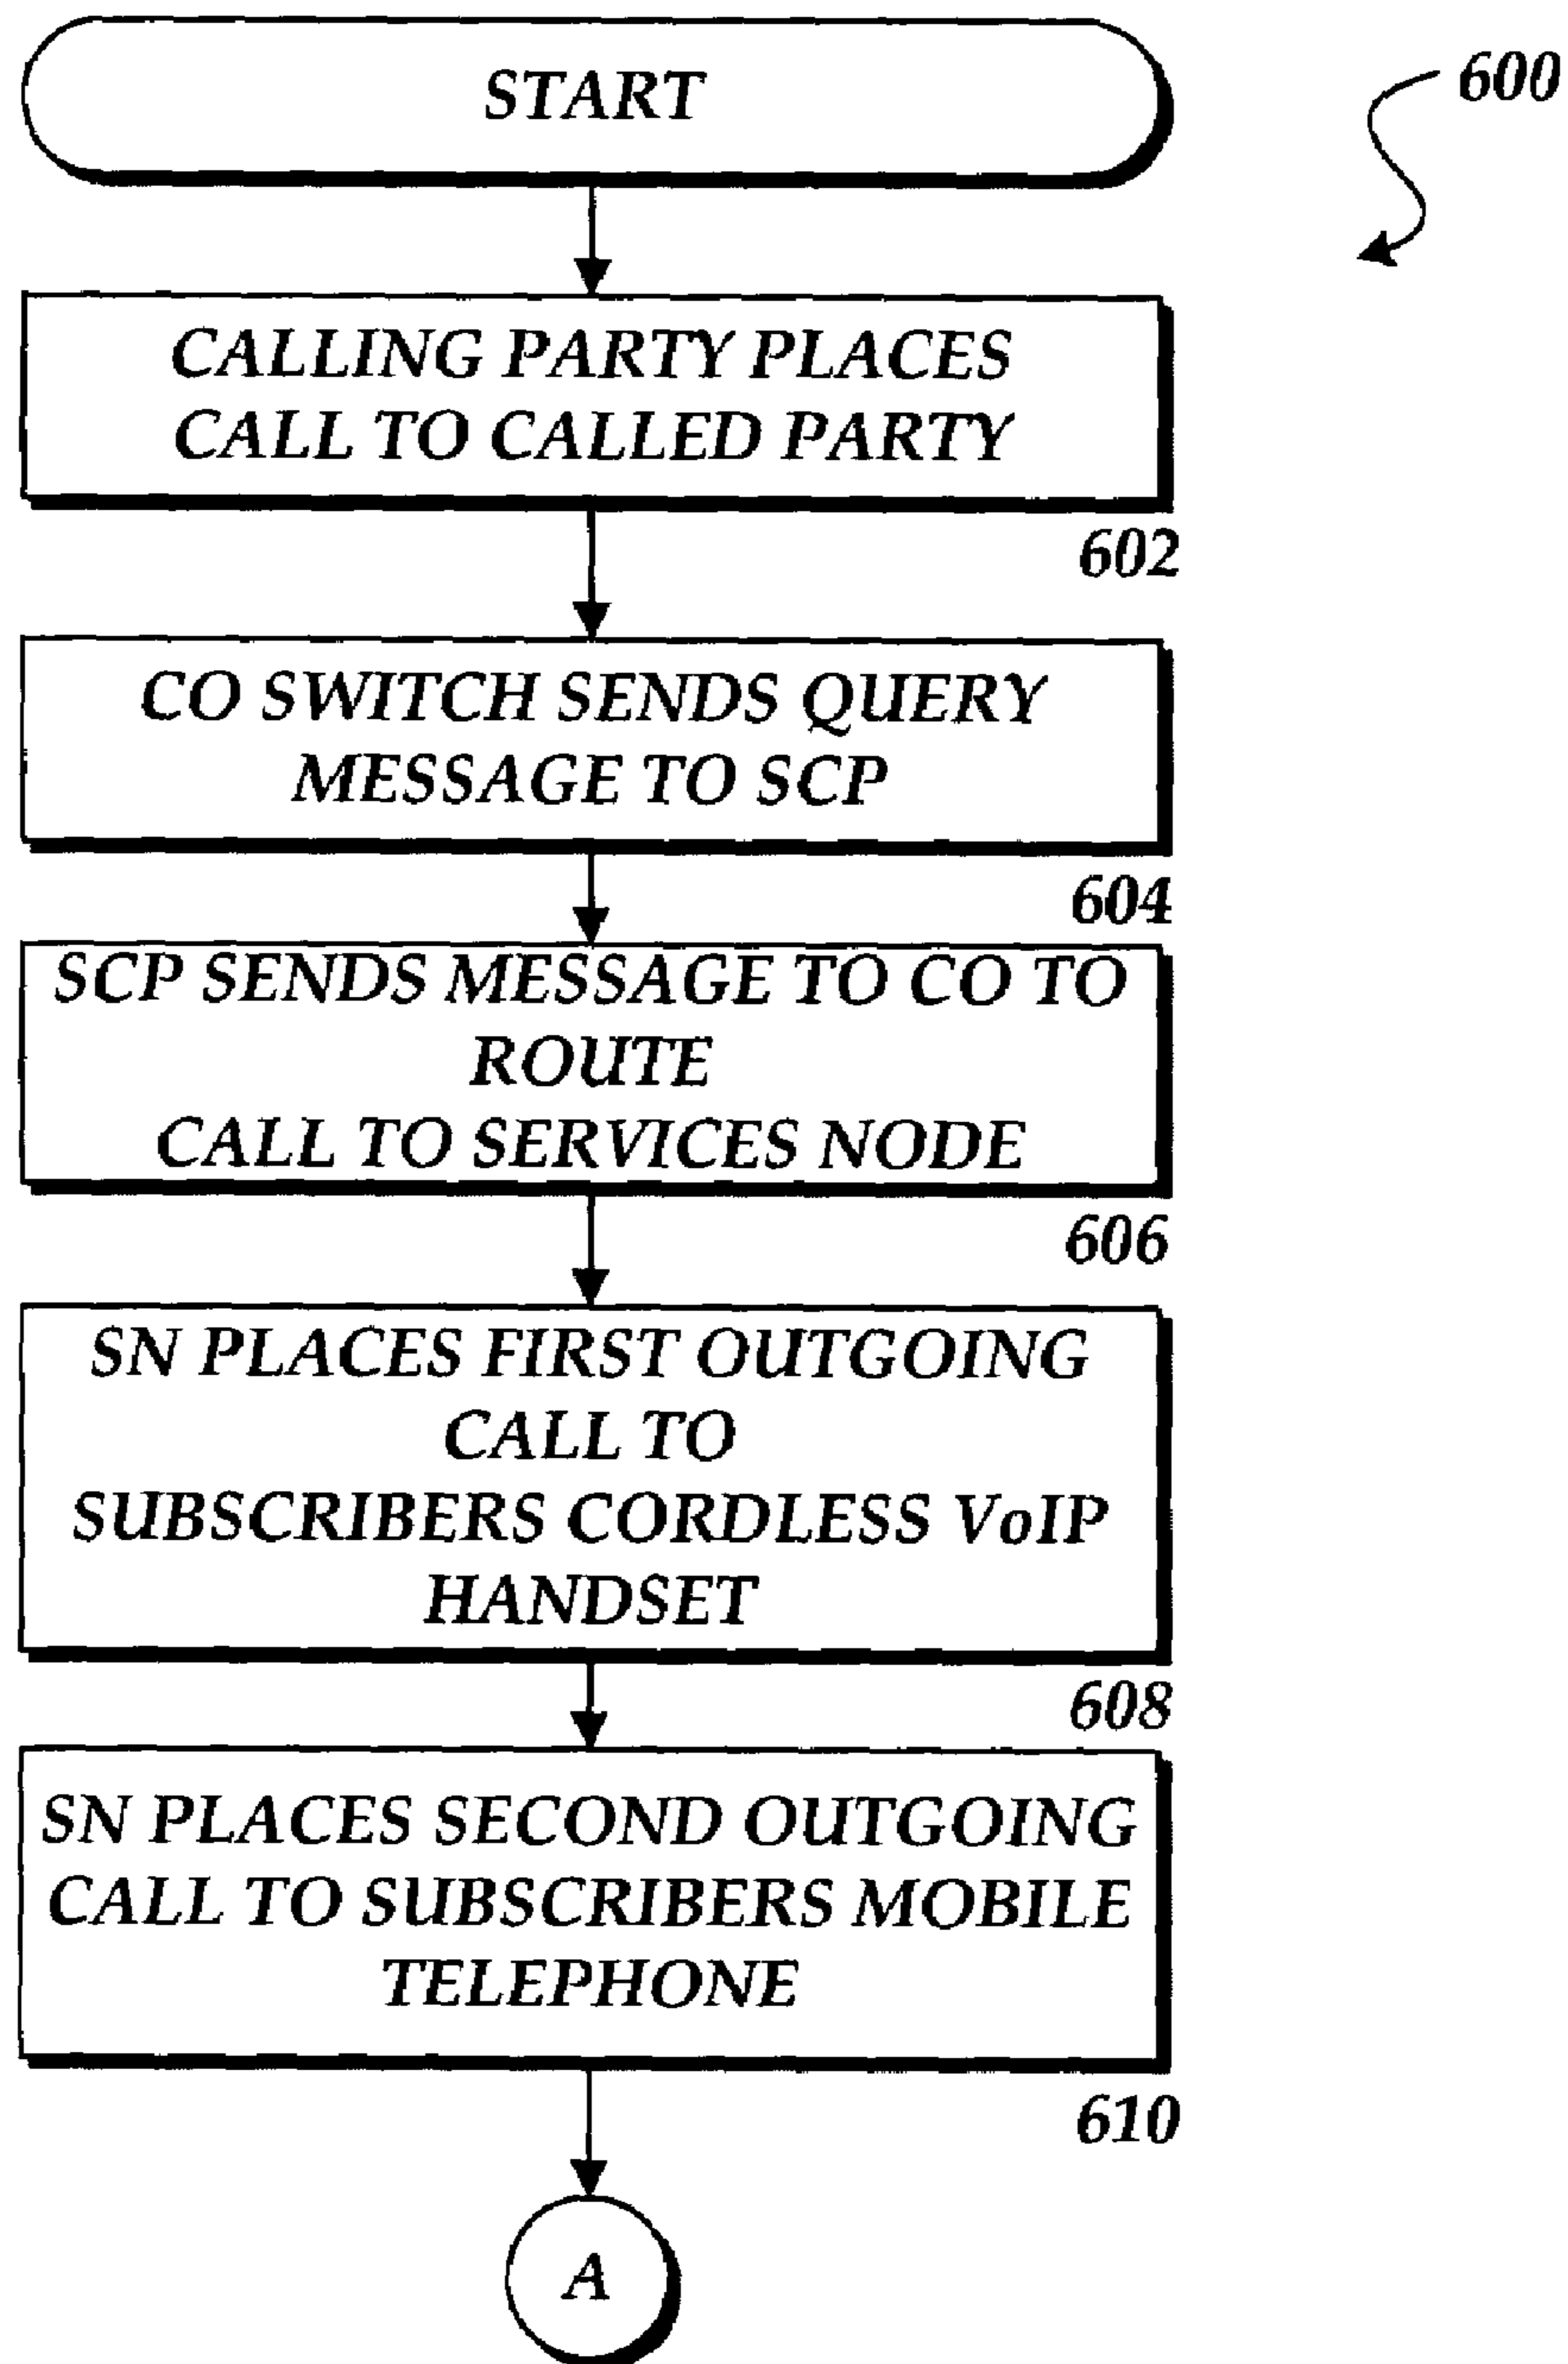 START
600
CALLING PARTY PLACES
CALL TO CALLED PARTY
602
CO SWITCH SENDS QUERY
MESSAGE TO SCP
604
SCP SENDS MESSAGE TO CO TO
ROUTE
CALL TO SERVICES NODE
606
SN PLACES FIRST OUTGOING
CALL TO
SUBSCRIBERS CORDLESS VoIP
HANDSET
608
SN PLACES SECOND OUTGOING
CALL TO SUBSCRIBERS MOBILE
TELEPHONE
610
A